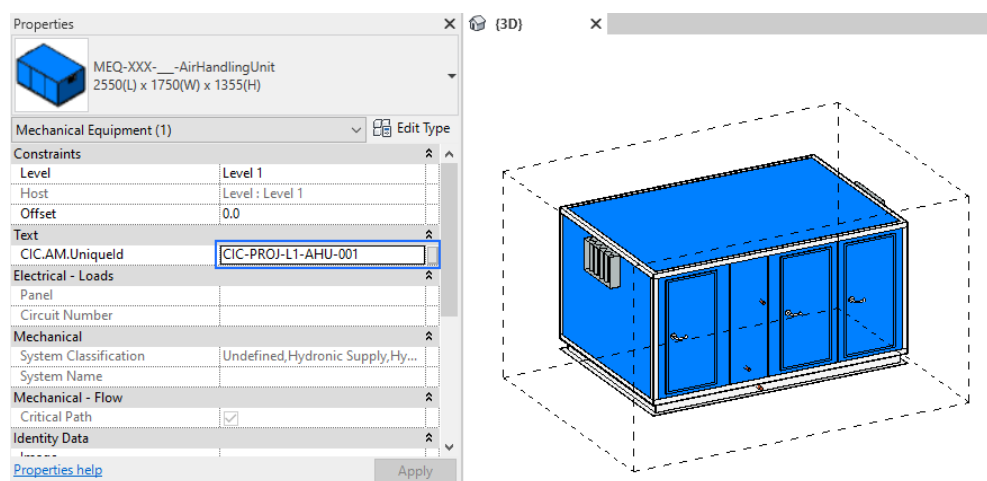 Properties
{3D}
MEQ-XXX-___-AirHandlingUnit
2550(L) x 1750(W) x 1355(H)
Mechanical Equipment (1)
Edit Type
Constraints
Level Level 1
Host Level : Level 1
Offset 0.0
Text
CIC.AM.UniqueId CIC-PROJ-L1-AHU-001
Electrical - Loads
Panel
Circuit Number
Mechanical
System Classification Undefined,Hydronic Supply,Hy...
System Name
Mechanical - Flow
Critical Path
Identity Data
Properties help
Apply